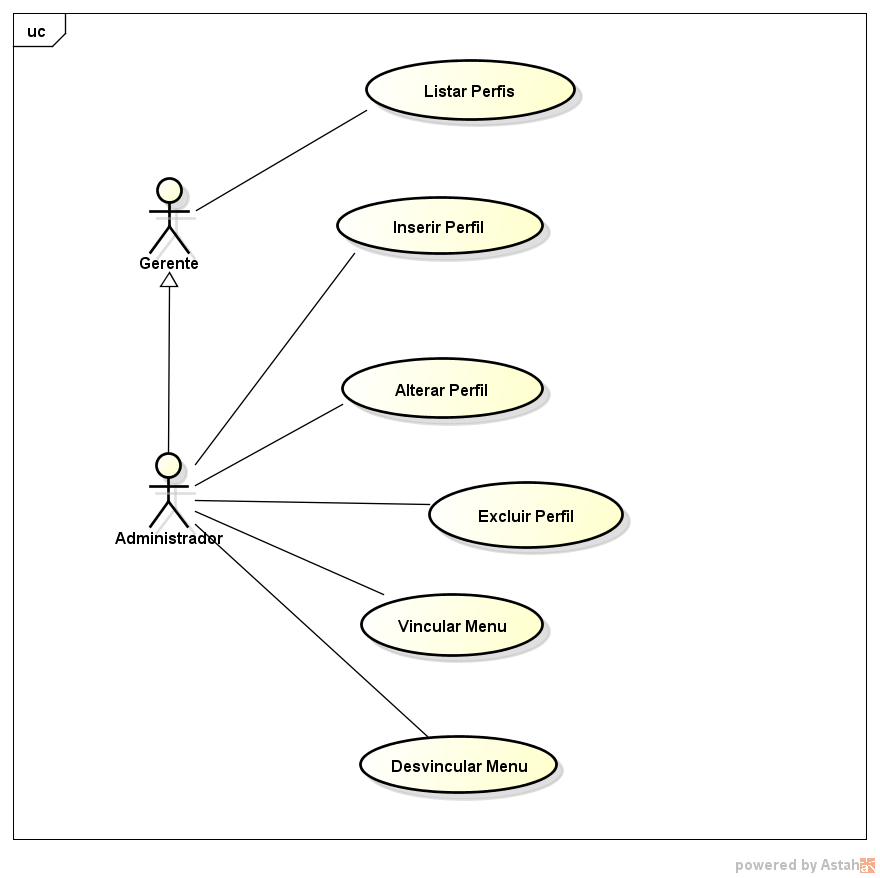 uc
Listar Perfis
Gerente
Inserir Perfil
Alterar Perfil
Administrador
Excluir Perfil
Vincular Menu
Desvincular Menu
powered by Astah